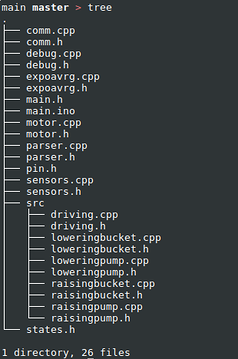 main master > tree
.
├── comm.cpp
├── comm.h
├── debug.cpp
├── debug.h
├── expoavrg.cpp
├── expoavrg.h
├── main.h
├── main.ino
├── motor.cpp
├── motor.h
├── parser.cpp
├── parser.h
├── pin.h
├── sensors.cpp
├── sensors.h
├── src
│   ├── driving.cpp
│   ├── driving.h
│   ├── loweringbucket.cpp
│   ├── loweringbucket.h
│   ├── loweringpump.cpp
│   ├── loweringpump.h
│   ├── raisingbucket.cpp
│   ├── raisingbucket.h
│   ├── raisingpump.cpp
│   └── raisingpump.h
└── states.h

1 directory, 26 files